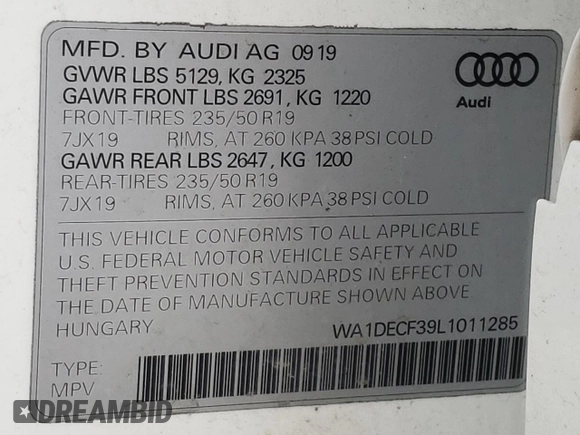 MFD. BY AUDI AG 09 19
GVWR LBS 5129, KG 2325
GAWR FRONT LBS 2691, KG 1220
FRONT-TIRES 235/50 R19
7JX19 RIMS, AT 260 KPA 38 PSI COLD
GAWR REAR LBS 2647, KG 1200
REAR-TIRES 235/50 R19
7JX19 RIMS, AT 260 KPA 38 PSI COLD
Audi
THIS VEHICLE CONFORMS TO ALL APPLICABLE
U.S. FEDERAL MOTOR VEHICLE SAFETY AND
THEFT PREVENTION STANDARDS IN EFFECT ON
THE DATE OF MANUFACTURE SHOWN ABOVE
HUNGARY WA1DECF39L1011285
TYPE:
MPV
DREAMBID